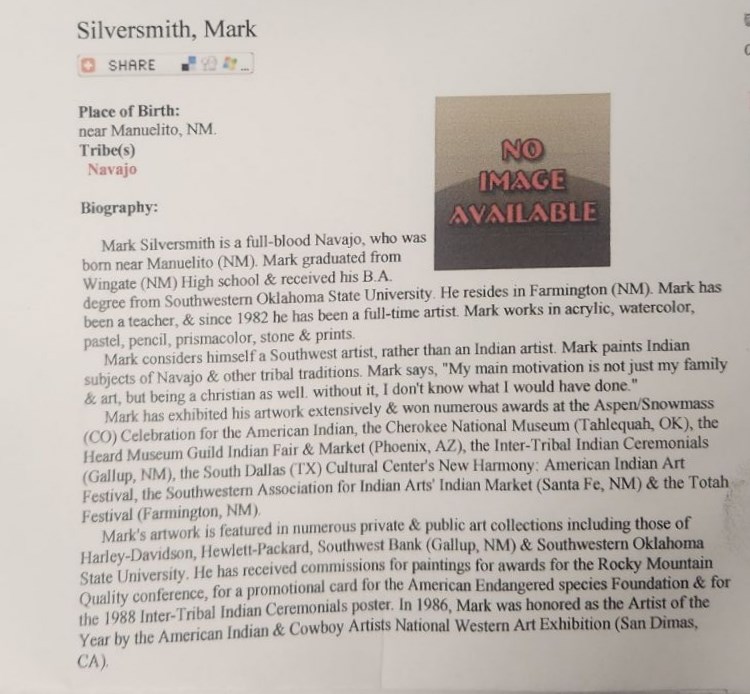 Silversmith, Mark
SHARE
Place of Birth:
near Manuelito, NM.
Tribe(s)
Navajo
NO
IMAGE
AVAILABLE
Biography:
Mark Silversmith is a full-blood Navajo, who was
born near Manuelito (NM). Mark graduated from
Wingate (NM) High school & received his B.A.
degree from Southwestern Oklahoma State University. He resides in Farmington (NM). Mark has
been a teacher, & since 1982 he has been a full-time artist. Mark works in acrylic, watercolor,
pastel, pencil, prismacolor, stone & prints.
Mark considers himself a Southwest artist, rather than an Indian artist. Mark paints Indian
subjects of Navajo & other tribal traditions. Mark says, "My main motivation is not just my family
& art, but being a christian as well. without it, I don't know what I would have done."
Mark has exhibited his artwork extensively & won numerous awards at the Aspen/Snowmass
(CO) Celebration for the American Indian, the Cherokee National Museum (Tahlequah, OK), the
Heard Museum Guild Indian Fair & Market (Phoenix, AZ), the Inter-Tribal Indian Ceremonials
(Gallup, NM), the South Dallas (TX) Cultural Center's New Harmony: American Indian Art
Festival, the Southwestern Association for Indian Arts' Indian Market (Santa Fe, NM) & the Totah
Festival (Farmington, NM).
Mark's artwork is featured in numerous private & public art collections including those of
Harley-Davidson, Hewlett-Packard, Southwest Bank (Gallup, NM) & Southwestern Oklahoma
State University. He has received commissions for paintings for awards for the Rocky Mountain
Quality conference, for a promotional card for the American Endangered species Foundation & for
the 1988 Inter-Tribal Indian Ceremonials poster. In 1986, Mark was honored as the Artist of the
Year by the American Indian & Cowboy Artists National Western Art Exhibition (San Dimas,
CA).